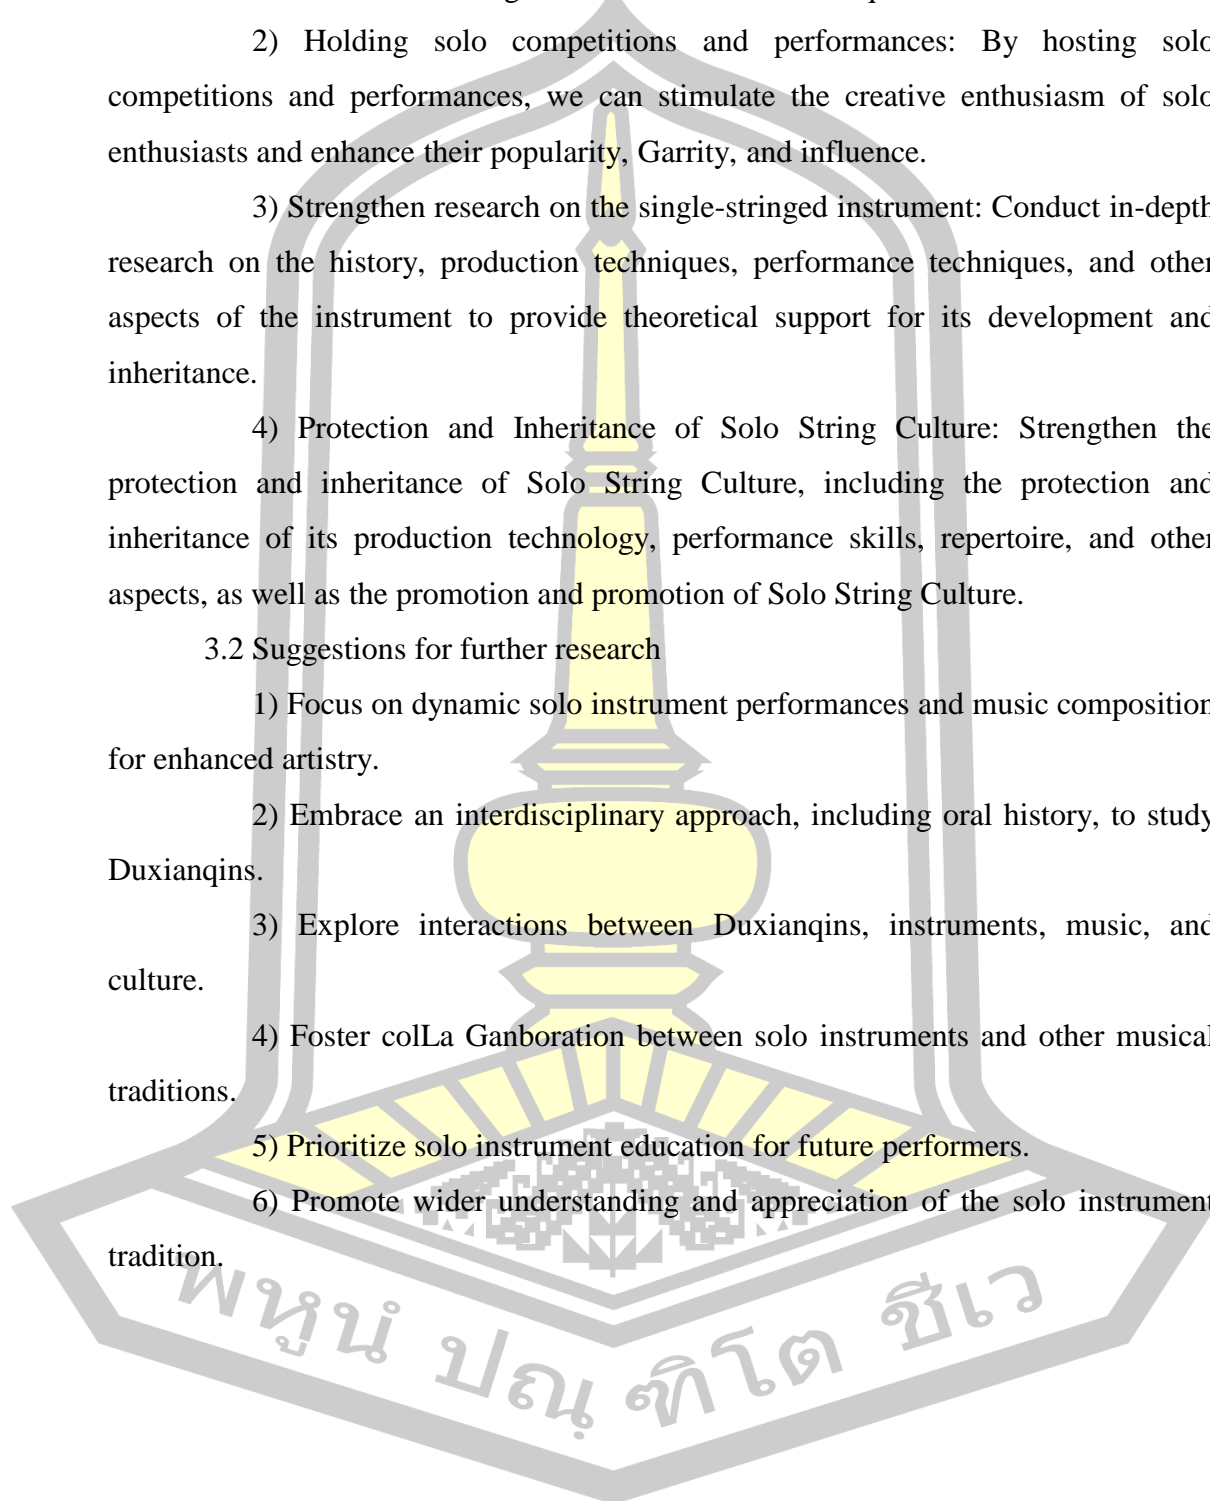 2) Holding solo competitions and performances: By hosting solo
competitions and performances, we can stimulate the creative enthusiasm of solo
enthusiasts and enhance their popularity, Garrity, and influence.
3) Strengthen research on the single-stringed instrument: Conduct in-depth
research on the history, production techniques, performance techniques, and other
aspects of the instrument to provide theoretical support for its development and
inheritance.
4) Protection and Inheritance of Solo String Culture: Strengthen the
protection and inheritance of Solo String Culture, including the protection and
inheritance of its production technology, performance skills, repertoire, and other
aspects, as well as the promotion and promotion of Solo String Culture.
3.2 Suggestions for further research
1) Focus on dynamic solo instrument performances and music composition
for enhanced artistry.
2) Embrace an interdisciplinary approach, including oral history, to study
Duxianqins.
3) Explore interactions between Duxianqins, instruments, music, and
culture.
4) Foster colLa Ganboration between solo instruments and other musical
traditions.
5) Prioritize solo instrument education for future performers.
6) Promote wider understanding and appreciation of the solo instrument
tradition.
พหูนํ ปณฺฑิโต ชีเว